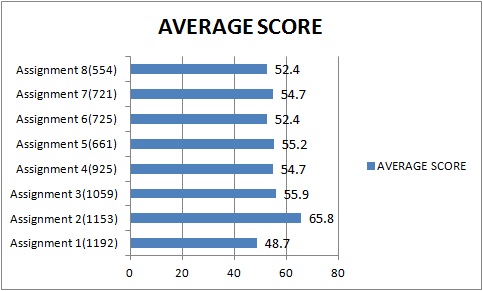 AVERAGE SCORE
Assignment 8(554) 52.4
Assignment 7(721) 54.7
Assignment 6(725) 52.4
Assignment 5(661) 55.2
Assignment 4(925) 54.7
Assignment 3(1059) 55.9
Assignment 2(1153) 65.8
Assignment 1(1192) 48.7
0 20 40 60 80
AVERAGE SCORE